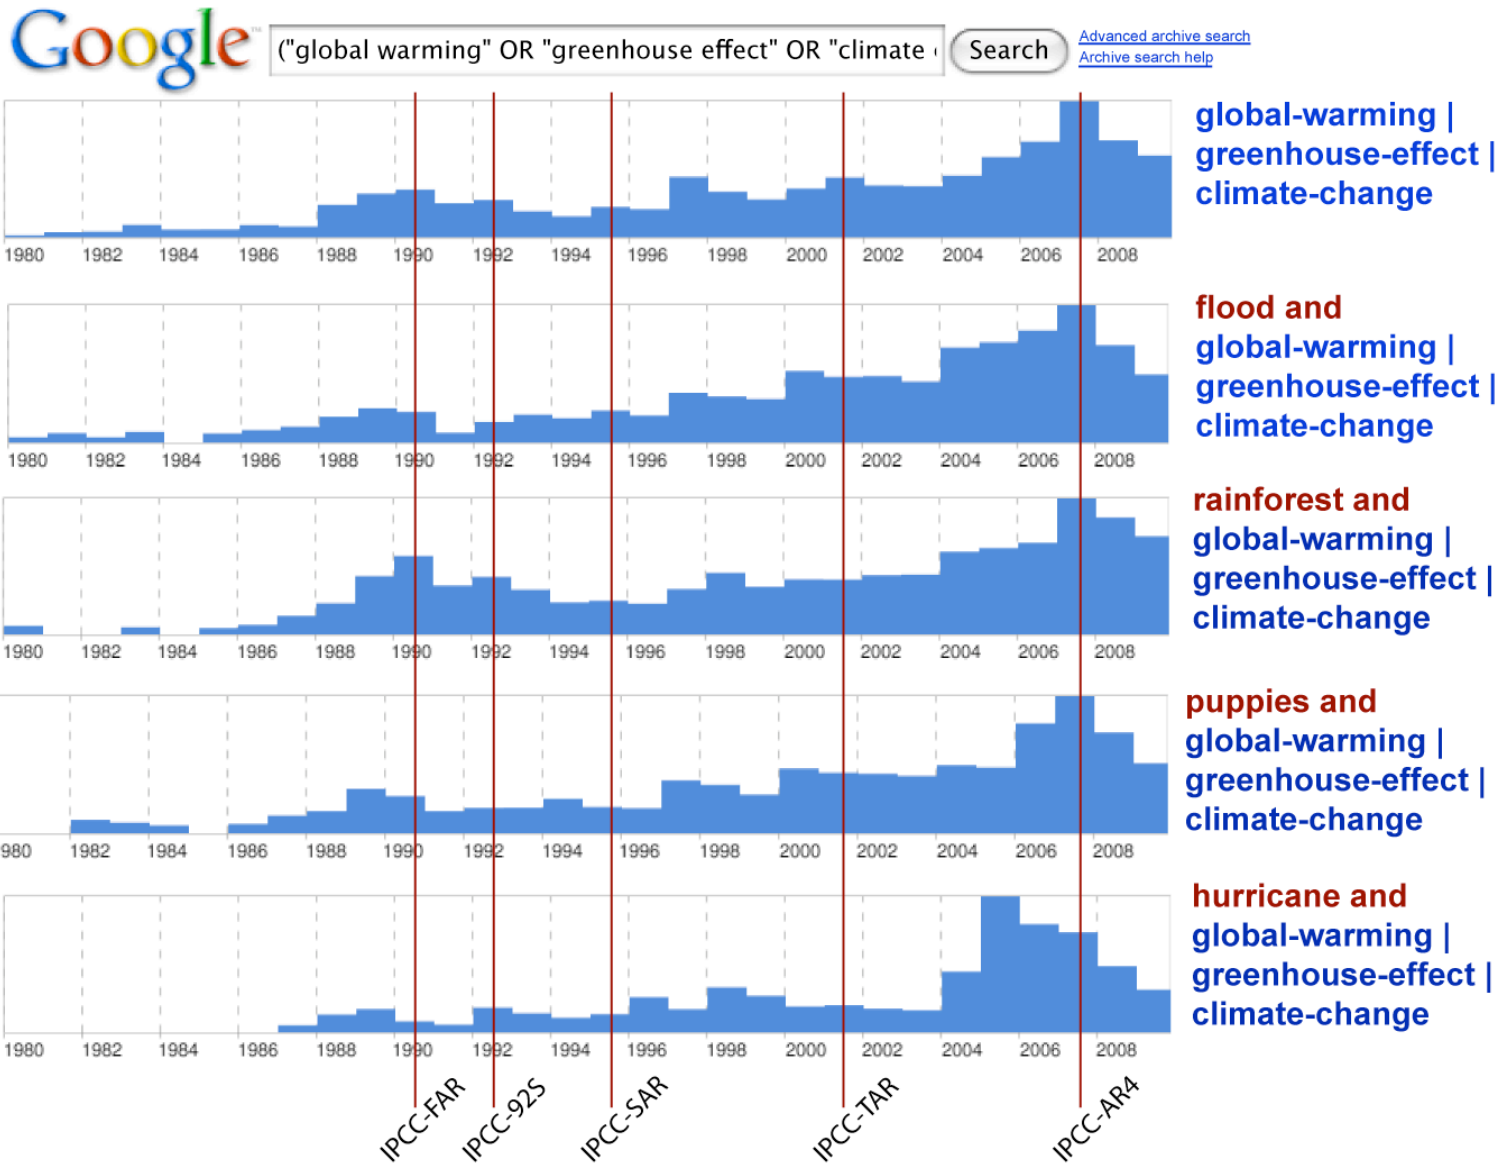 Google™
("global warming" OR "greenhouse effect" OR "climate
Search
Advanced archive search
Archive search help
global-warming |
greenhouse-effect |
climate-change
1980 1982 1984 1986 1988 1990 1992 1994 1996 1998 2000 2002 2004 2006 2008
flood and
global-warming |
greenhouse-effect |
climate-change
1980 1982 1984 1986 1988 1990 1992 1994 1996 1998 2000 2002 2004 2006 2008
rainforest and
global-warming |
greenhouse-effect |
climate-change
1980 1982 1984 1986 1988 1990 1992 1994 1996 1998 2000 2002 2004 2006 2008
puppies and
global-warming |
greenhouse-effect |
climate-change
980 1982 1984 1986 1988 1990 1992 1994 1996 1998 2000 2002 2004 2006 2008
hurricane and
global-warming |
greenhouse-effect |
climate-change
1980 1982 1984 1986 1988 1990 1992 1994 1996 1998 2000 2002 2004 2006 2008
IPCC-FAR
IPCC-92S
IPCC-SAR
IPCC-TAR
IPCC-AR4